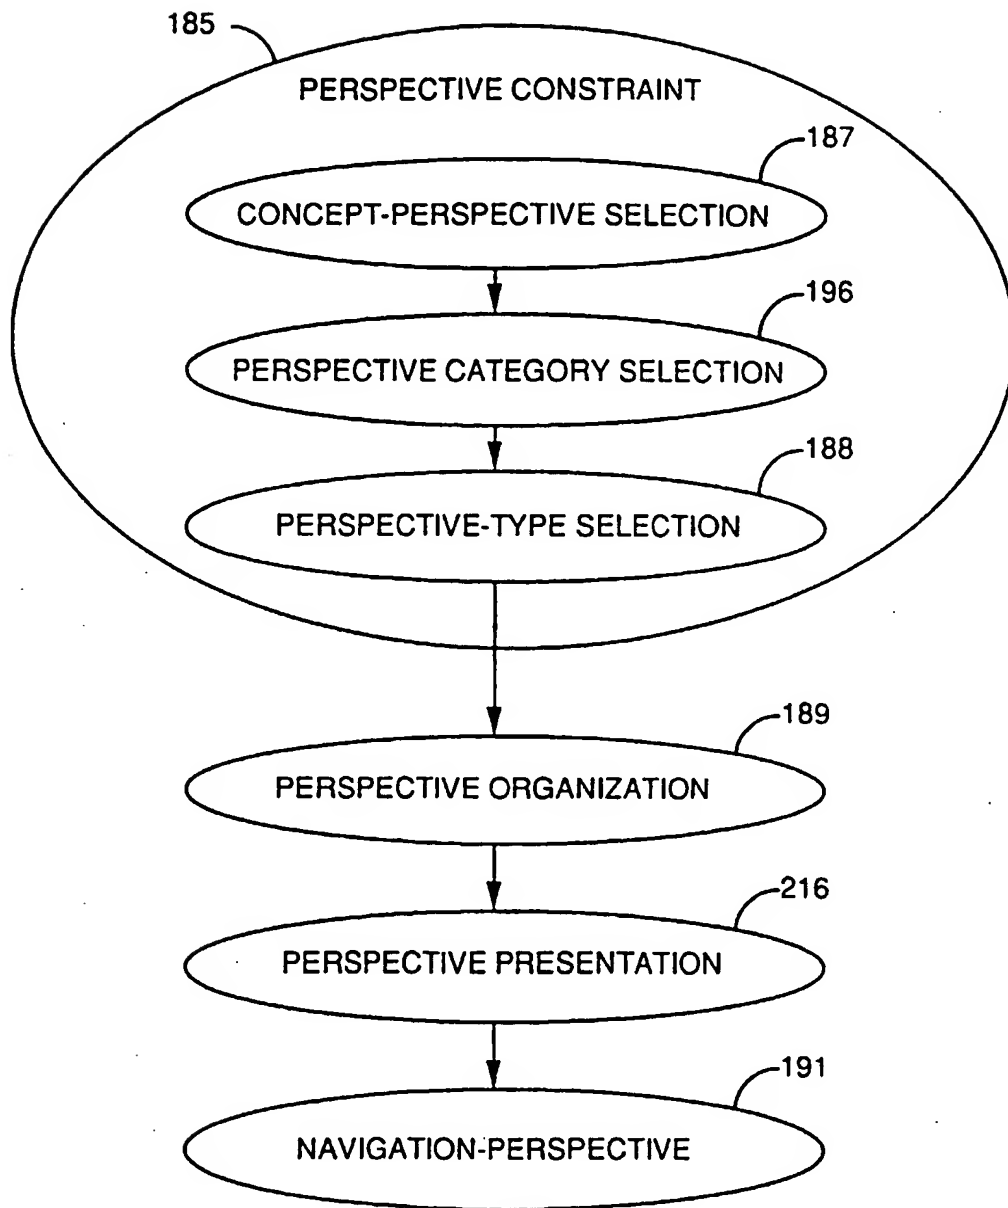 185
PERSPECTIVE CONSTRAINT
187
CONCEPT-PERSPECTIVE SELECTION
196
PERSPECTIVE CATEGORY SELECTION
188
PERSPECTIVE-TYPE SELECTION
189
PERSPECTIVE ORGANIZATION
216
PERSPECTIVE PRESENTATION
191
NAVIGATION-PERSPECTIVE